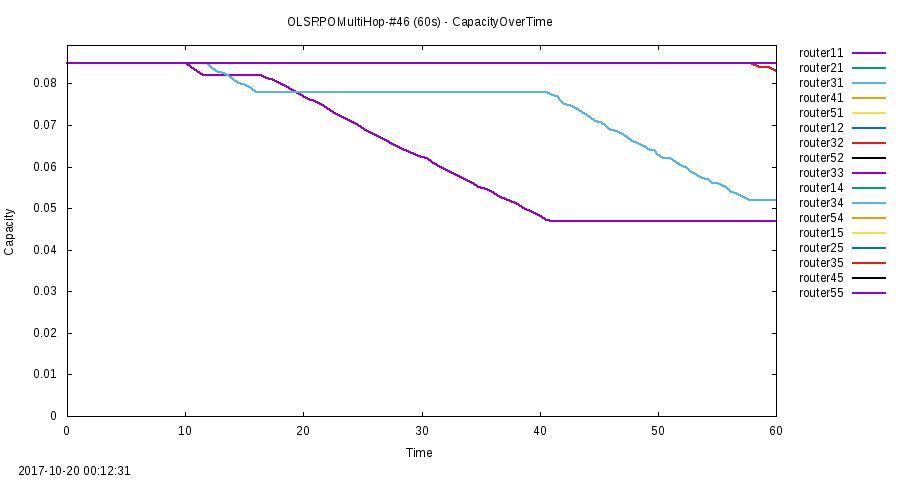 OLSRPOMultiHop-#46 (60s) - CapacityOverTime
router11
router21
router31
router41
router51
router12
router32
router52
router33
router14
router34
router54
router15
router25
router35
router45
router55
0.08
0.07
0.06
0.05
0.04
0.03
0.02
0.01
0
Capacity
0 10 20 30 40 50 60
Time
2017-10-20 00:12:31